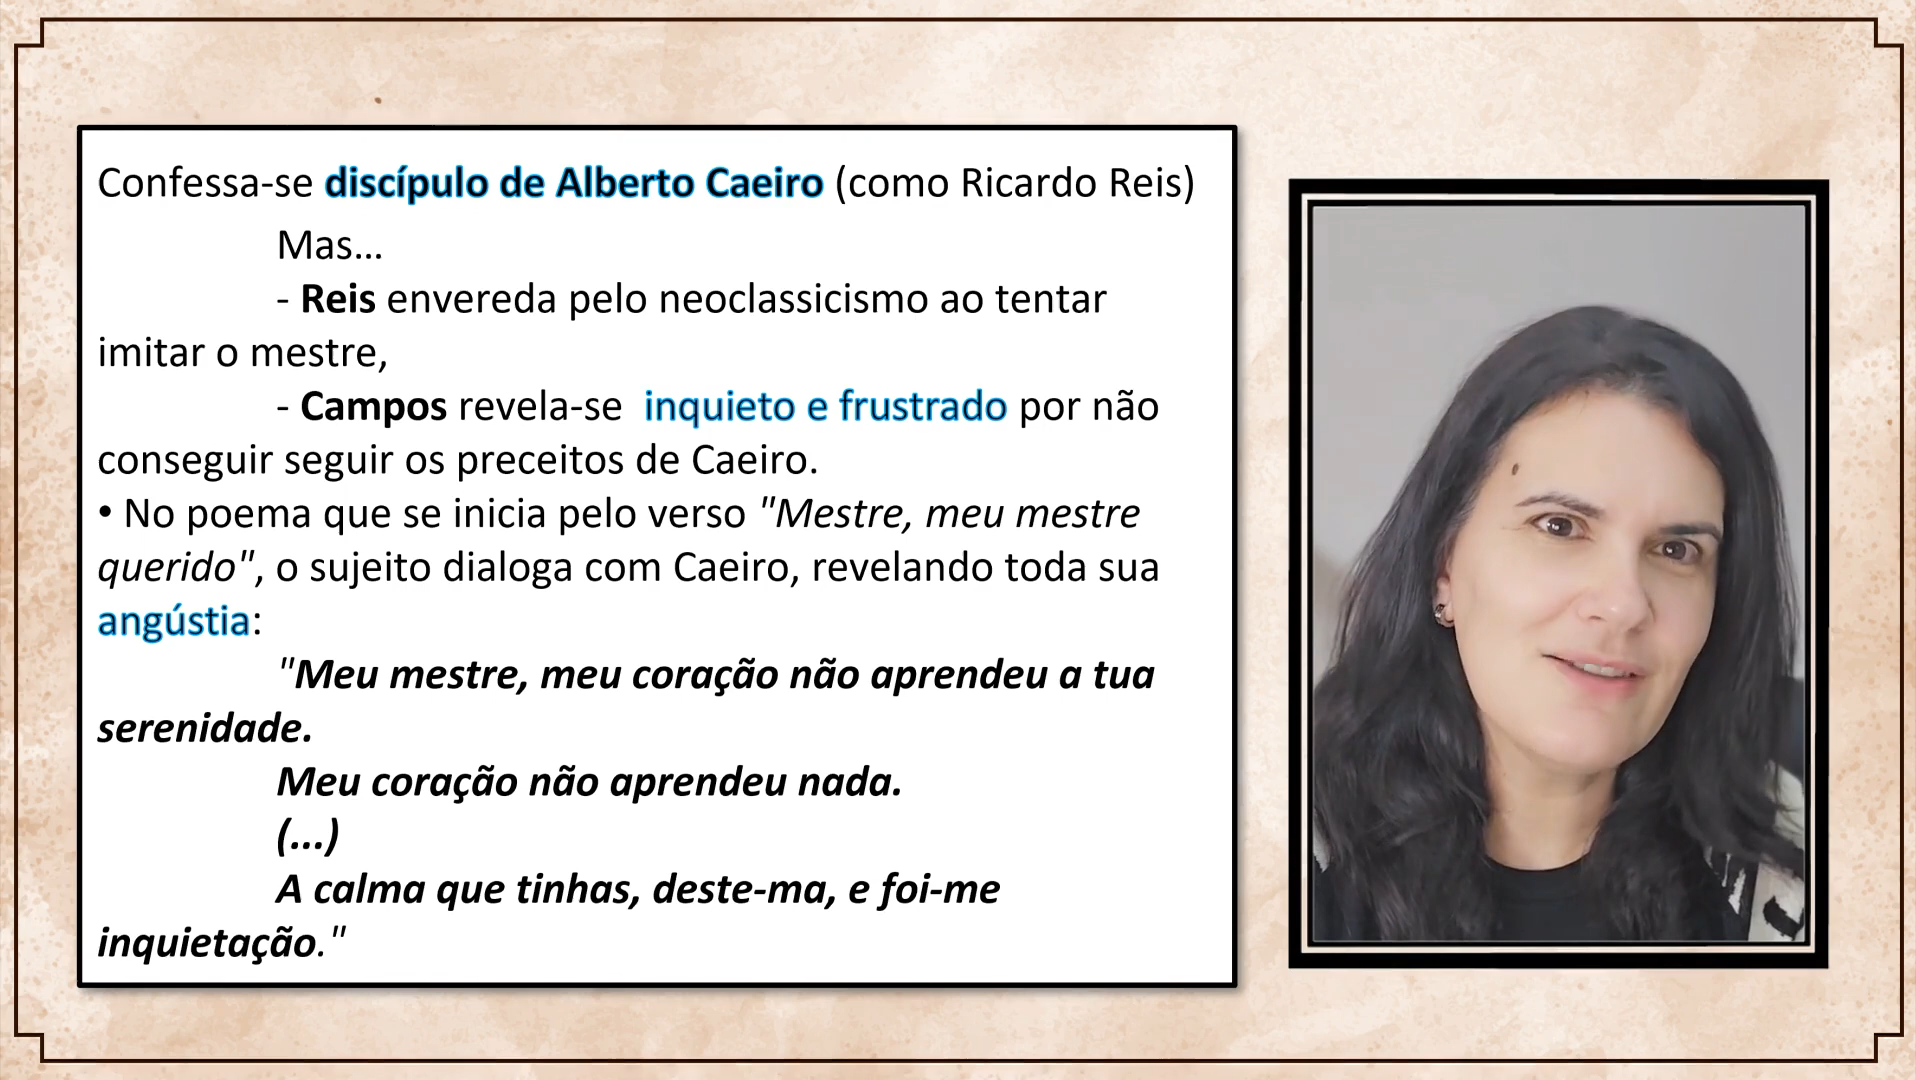 Confessa-se discípulo de Alberto Caeiro (como Ricardo Reis)
Mas...
- Reis envereda pelo neoclassicismo ao tentar
imitar o mestre,
- Campos revela-se inquieto e frustrado por não
conseguir seguir os preceitos de Caeiro.
• No poema que se inicia pelo verso "Mestre, meu mestre
querido", o sujeito dialoga com Caeiro, revelando toda sua
angústia:
"Meu mestre, meu coração não aprendeu a tua
serenidade.
Meu coração não aprendeu nada.
(...)
A calma que tinhas, deste-ma, e foi-me
inquietação."